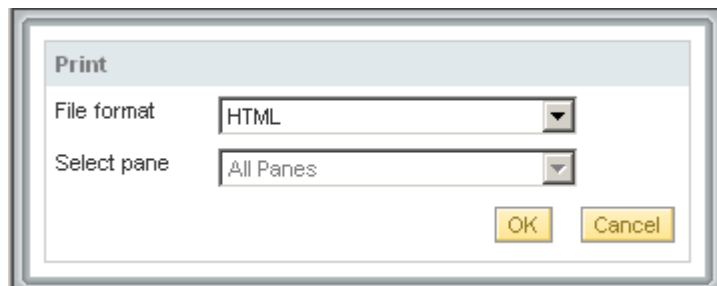 Print
File format HTML
Select pane All Panes
OK Cancel